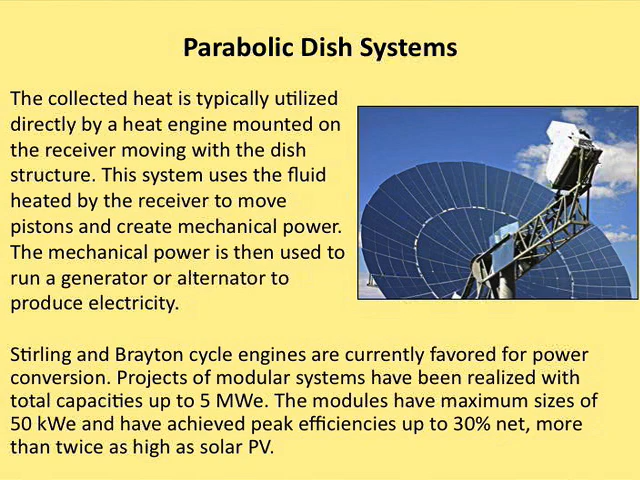 Parabolic Dish Systems
The collected heat is typically utilized
directly by a heat engine mounted on
the receiver moving with the dish
structure. This system uses the fluid
heated by the receiver to move
pistons and create mechanical power.
The mechanical power is then used to
run a generator or alternator to
produce electricity.
Stirling and Brayton cycle engines are currently favored for power
conversion. Projects of modular systems have been realized with
total capacities up to 5 MWe. The modules have maximum sizes of
50 kWe and have achieved peak efficiencies up to 30% net, more
than twice as high as solar PV.